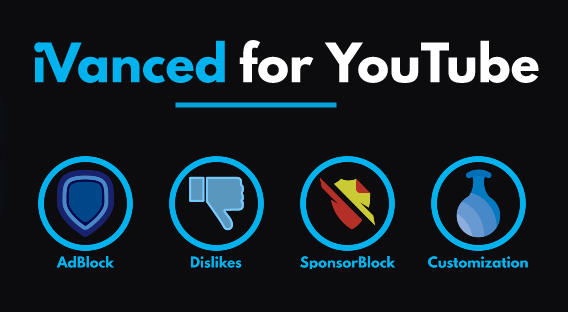 iVanced for YouTube
AdBlock
Dislikes
SponsorBlock
Customization